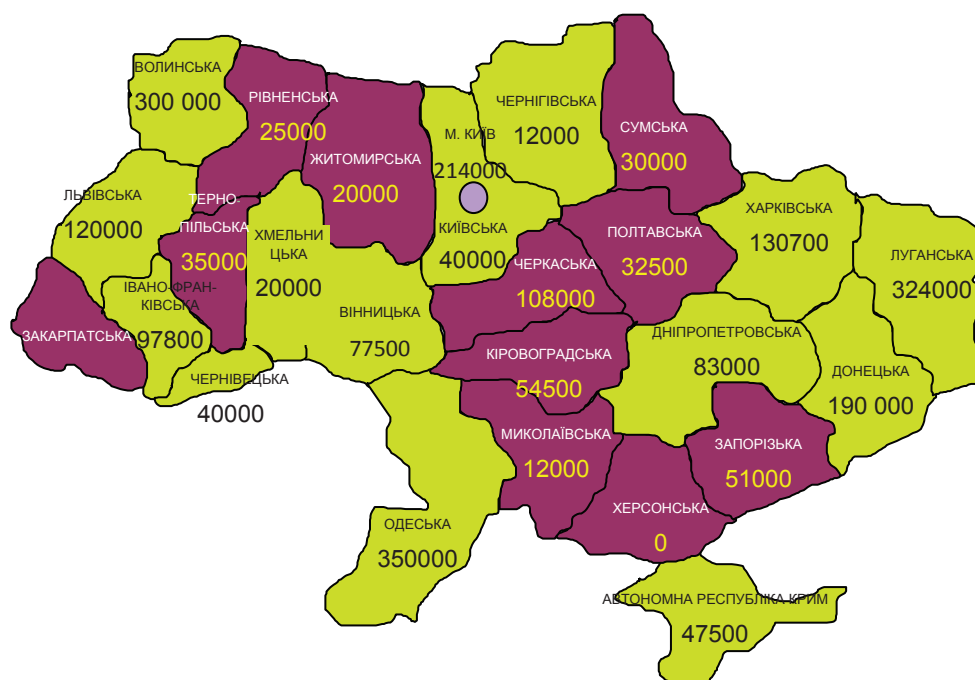 ВОЛИНСЬКА
300 000
РІВНЕНСЬКА
25000
ЖИТОМИРСЬКА
20000
М. КИЇВ
214000
КИЇВСЬКА
40000
ЧЕРНІГІВСЬКА
12000
СУМСЬКА
30000
ЛЬВІВСЬКА
120000
ТЕРНО-
ПІЛЬСЬКА
35000
ХМЕЛЬНИ
ЦЬКА
20000
ІВАНО-ФРАН-
КІВСЬКА
97800
ЗАКАРПАТСЬКА
ЧЕРНІВЕЦЬКА
40000
ВІННИЦЬКА
77500
ЧЕРКАСЬКА
108000
ПОЛТАВСЬКА
32500
ХАРКІВСЬКА
130700
ЛУГАНСЬКА
324000
КІРОВОГРАДСЬКА
54500
ДНІПРОПЕТРОВСЬКА
83000
ДОНЕЦЬКА
190 000
МИКОЛАЇВСЬКА
12000
ЗАПОРІЗЬКА
51000
ХЕРСОНСЬКА
0
ОДЕСЬКА
350000
АВТОНОМНА РЕСПУБЛІКА КРИМ
47500